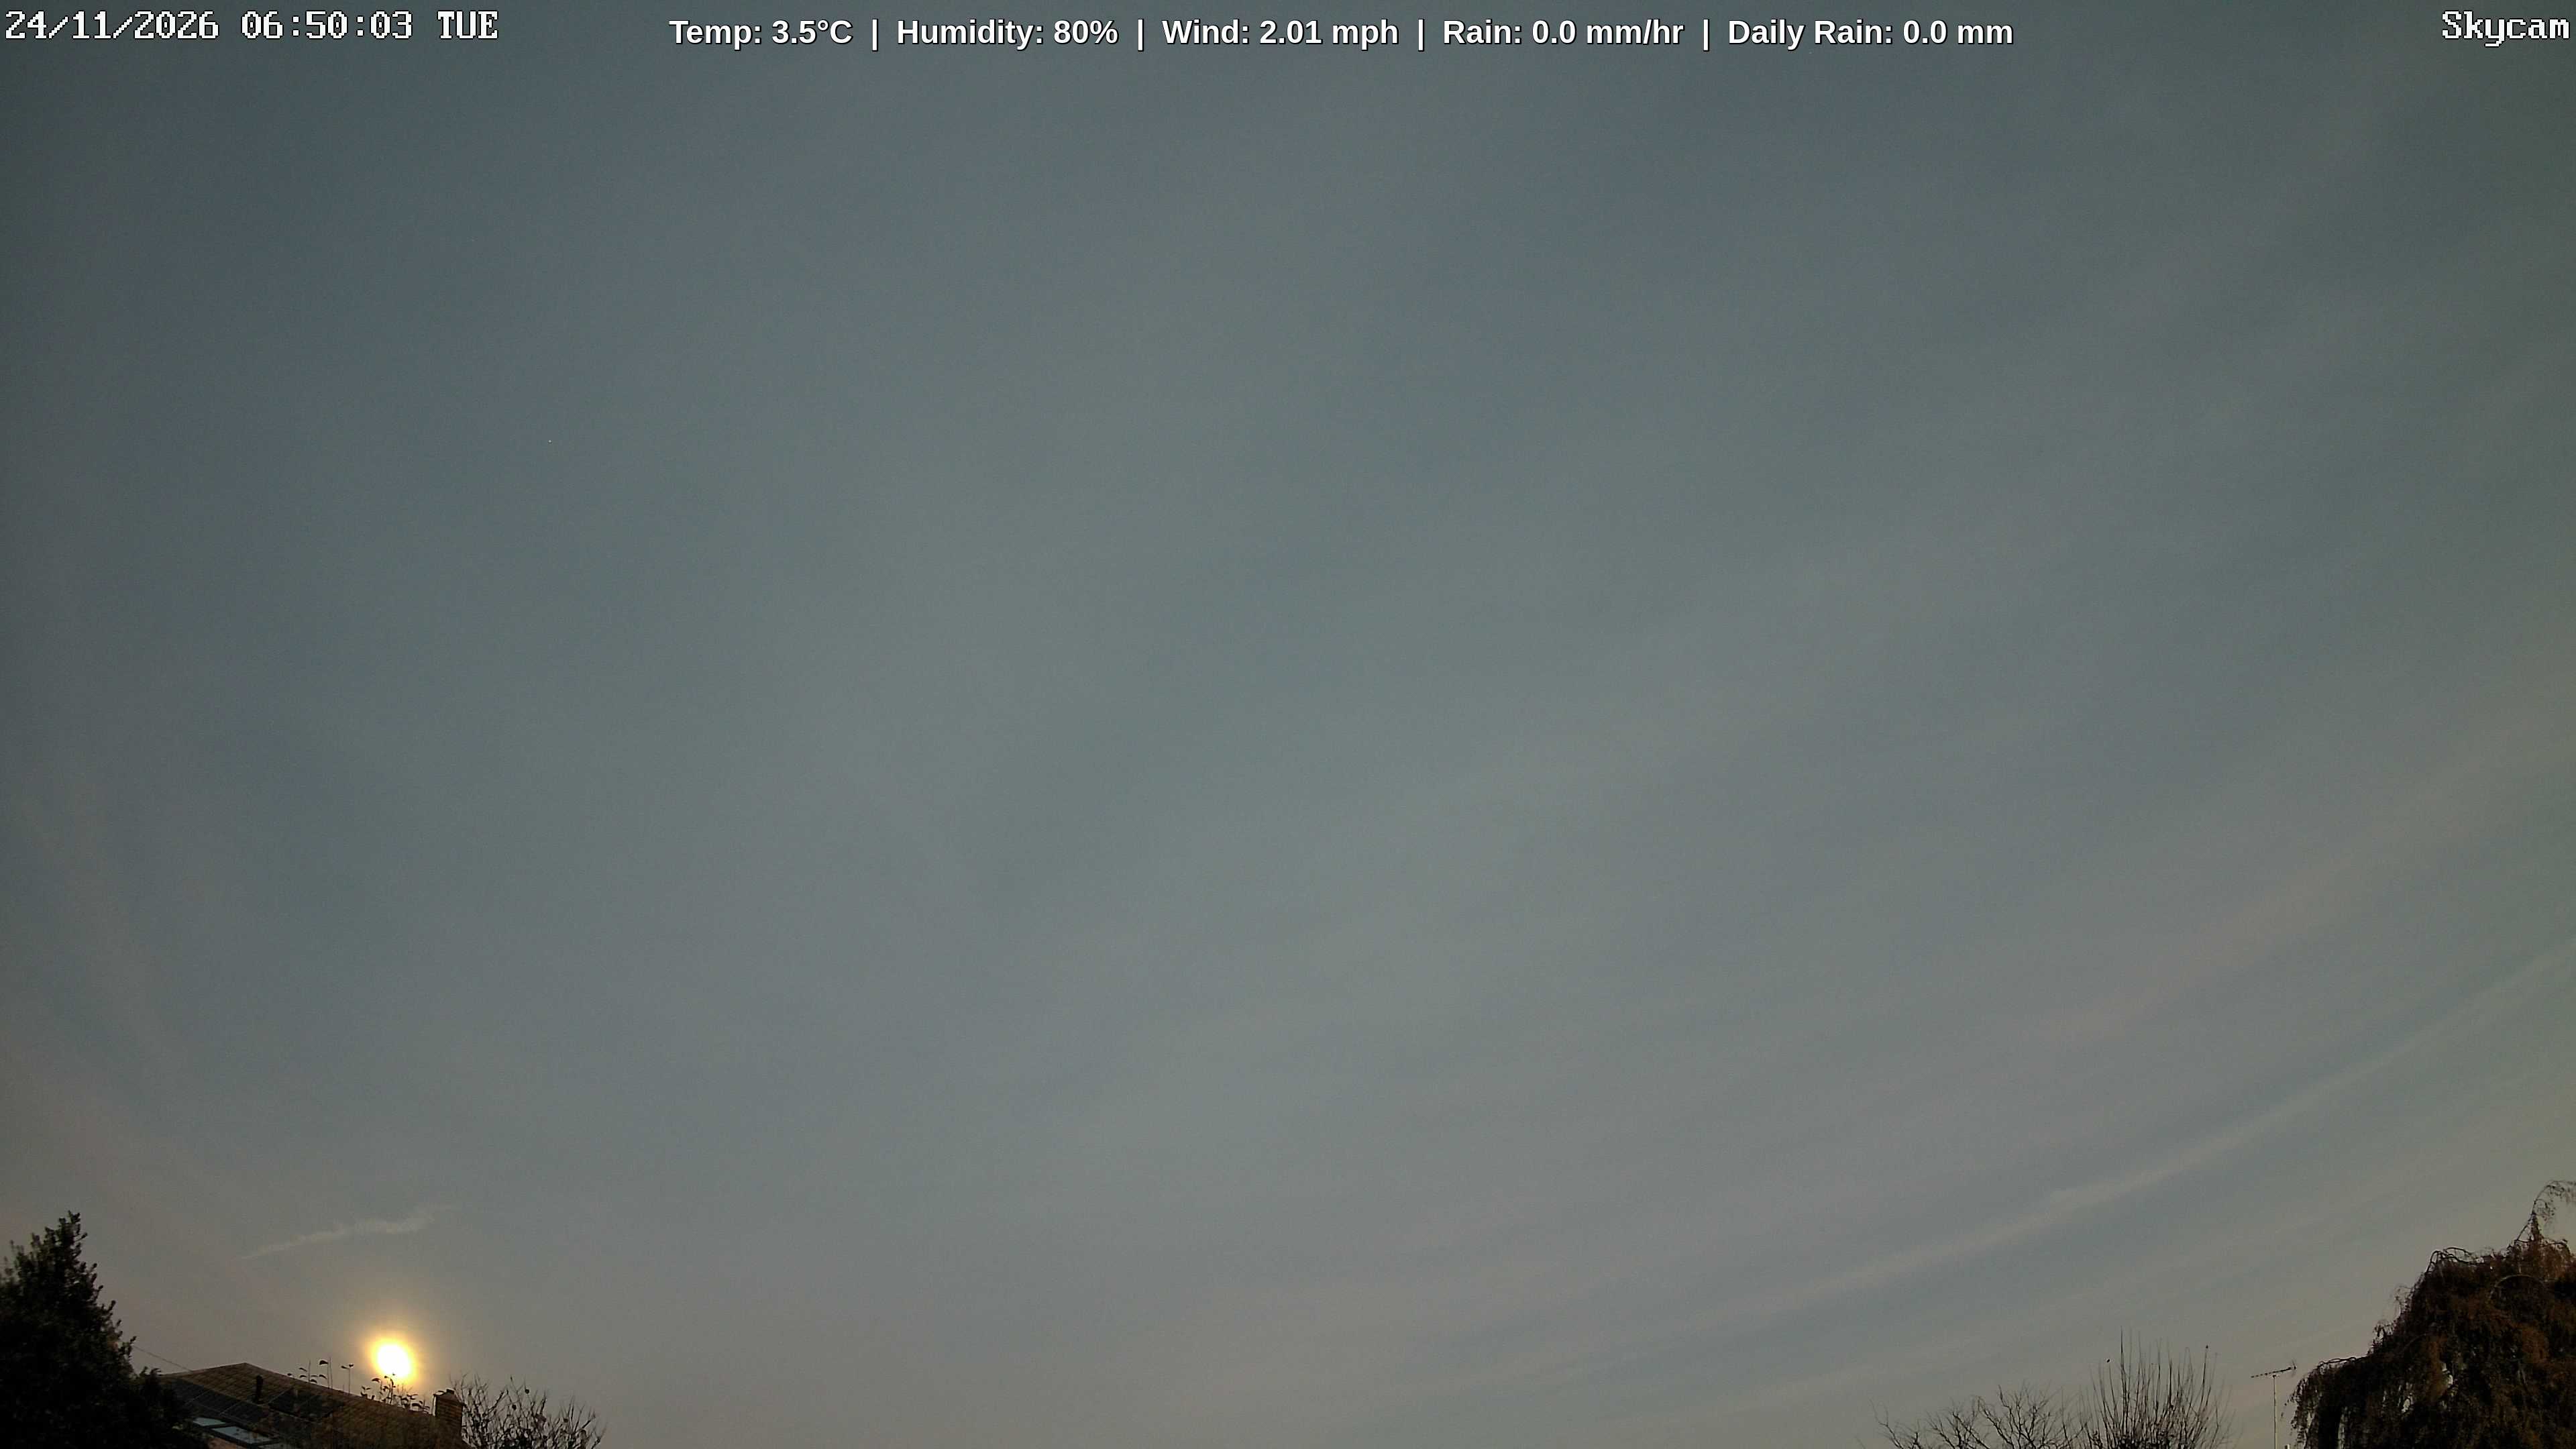 24/11/2026 06:50:03 TUE
Temp: 3.5°C | Humidity: 80% | Wind: 2.01 mph | Rain: 0.0 mm/hr | Daily Rain: 0.0 mm
Skycam